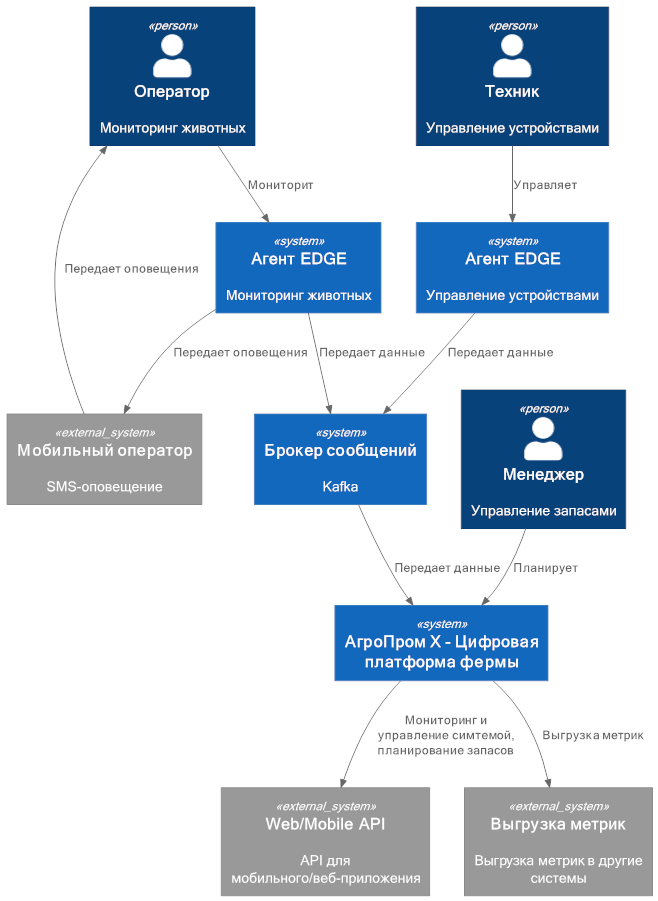 «person»
Оператор
Мониторинг животных
«person»
Техник
Управление устройствами
Мониторит
Управляет
«system»
Агент EDGE
Мониторинг животных
«system»
Агент EDGE
Управление устройствами
Передает оповещения
Передает оповещения
Передает данные
Передает данные
«external_system»
Мобильный оператор
SMS-оповещение
«system»
Брокер сообщений
Kafka
«person»
Менеджер
Управление запасами
Передает данные
Планирует
«system»
АгроПром X - Цифровая
платформа фермы
Мониторинг и
управление симтемой,
планирование запасов
Выгрузка метрик
«external_system»
Web/Mobile API
API для
мобильного/веб-приложения
«external_system»
Выгрузка метрик
Выгрузка метрик в другие
системы